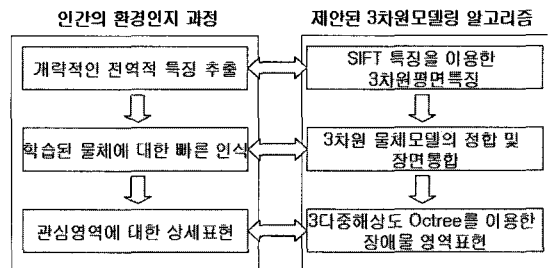 인간의 환경인지 과정
제안된 3차원모델링 알고리즘
개략적인 전역적 특징 추출
SIFT 특징을 이용한
3차원평면특징
학습된 물체에 대한 빠른 인식
3차원 물체모델의 정합 및
장면통합
관심영역에 대한 상세표현
3다중해상도 Octree를 이용한
장애물 영역표현